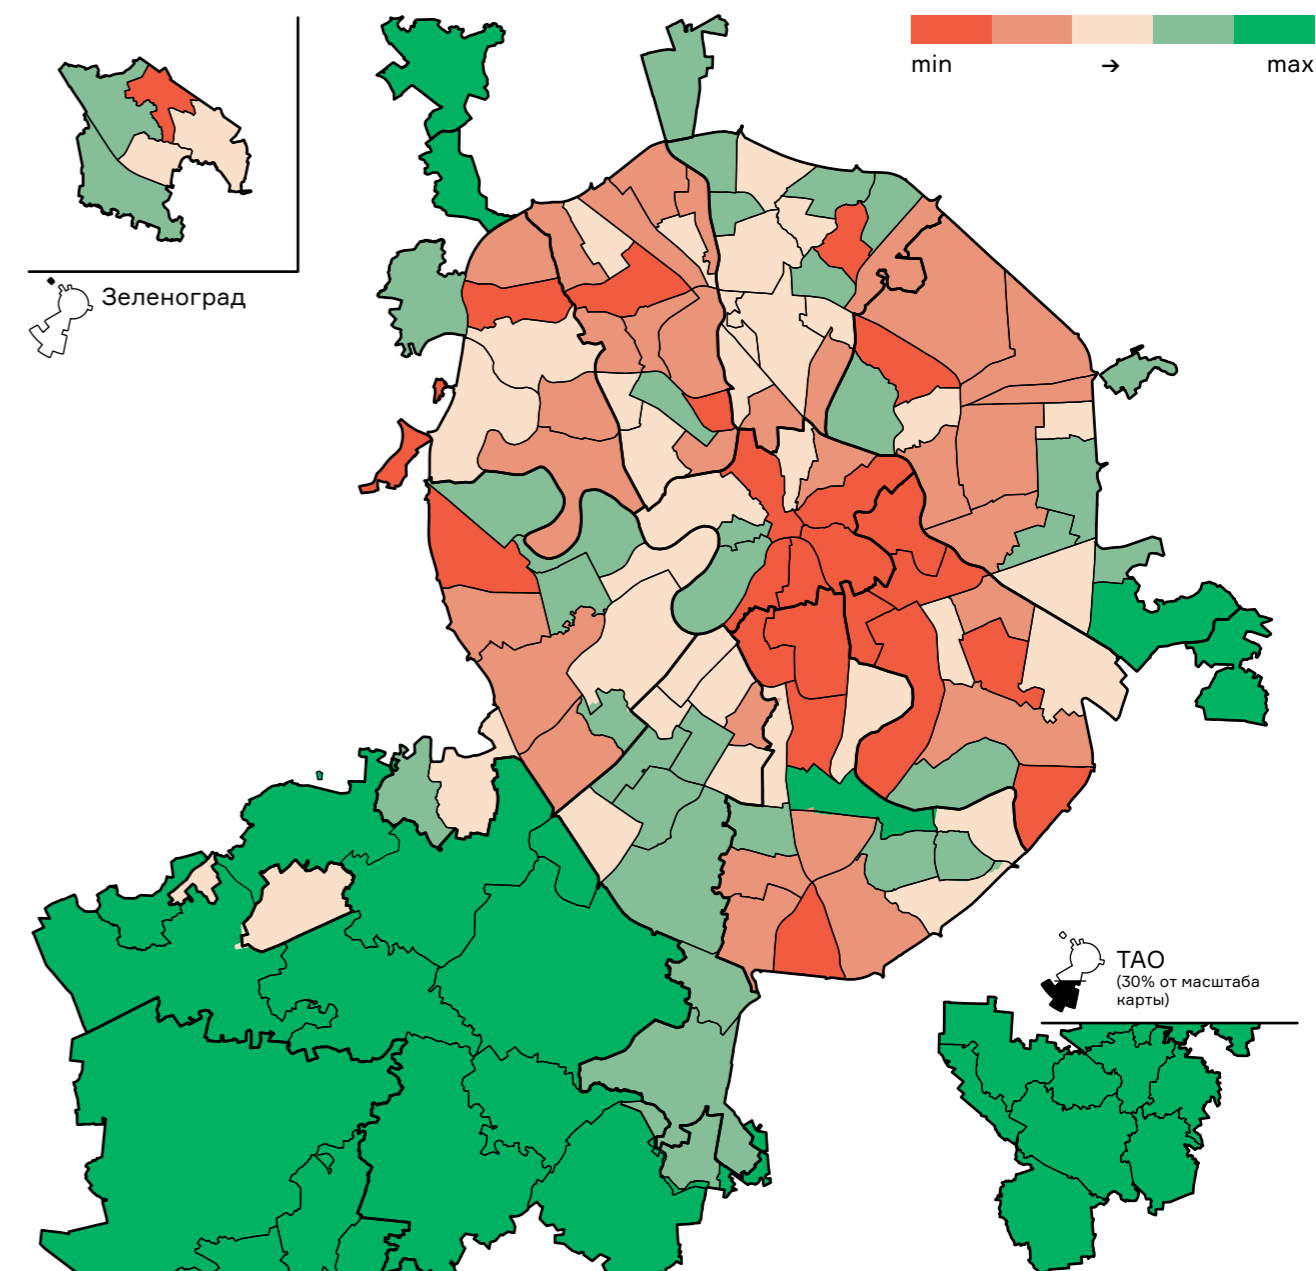 min → max
Зеленоград
ТАО
(30% от масштаба
карты)